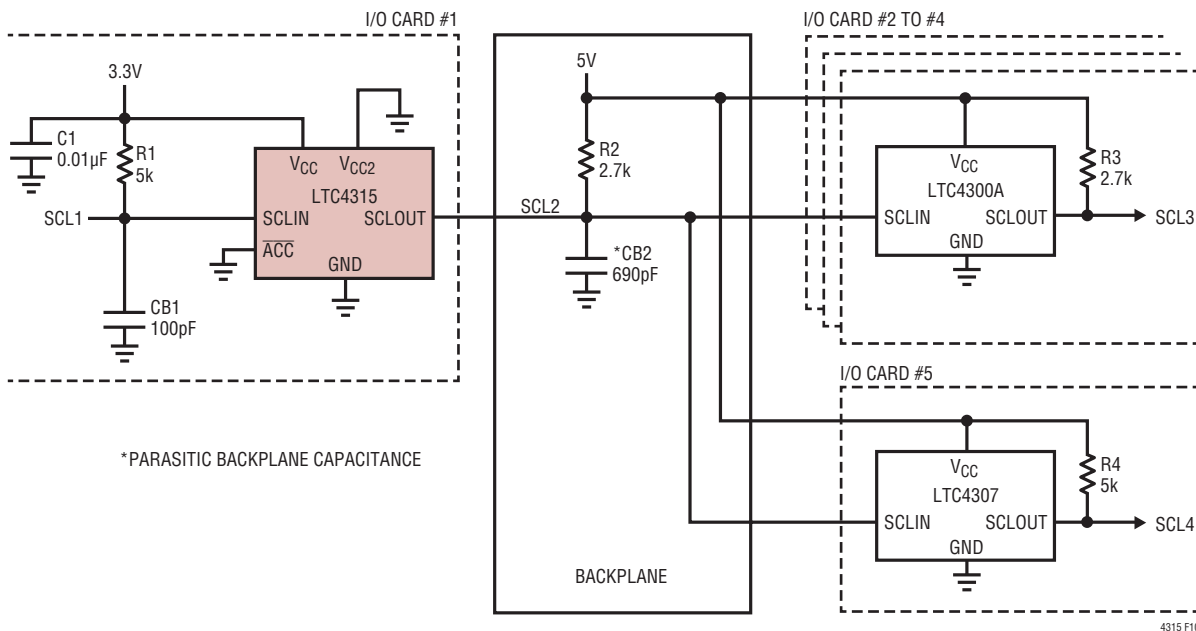 I/O CARD #1
I/O CARD #2 TO #4
3.3V
5V
C1
0.01µF
R1
5k
VCC VCC2
LTC4315
SCLIN SCLOUT
ACC
GND
SCL1
CB1
100pF
SCL2
R2
2.7k
*CB2
690pF
VCC
LTC4300A
SCLIN SCLOUT
GND
R3
2.7k
SCL3
I/O CARD #5
VCC
LTC4307
SCLIN SCLOUT
GND
R4
5k
SCL4
*PARASITIC BACKPLANE CAPACITANCE
BACKPLANE